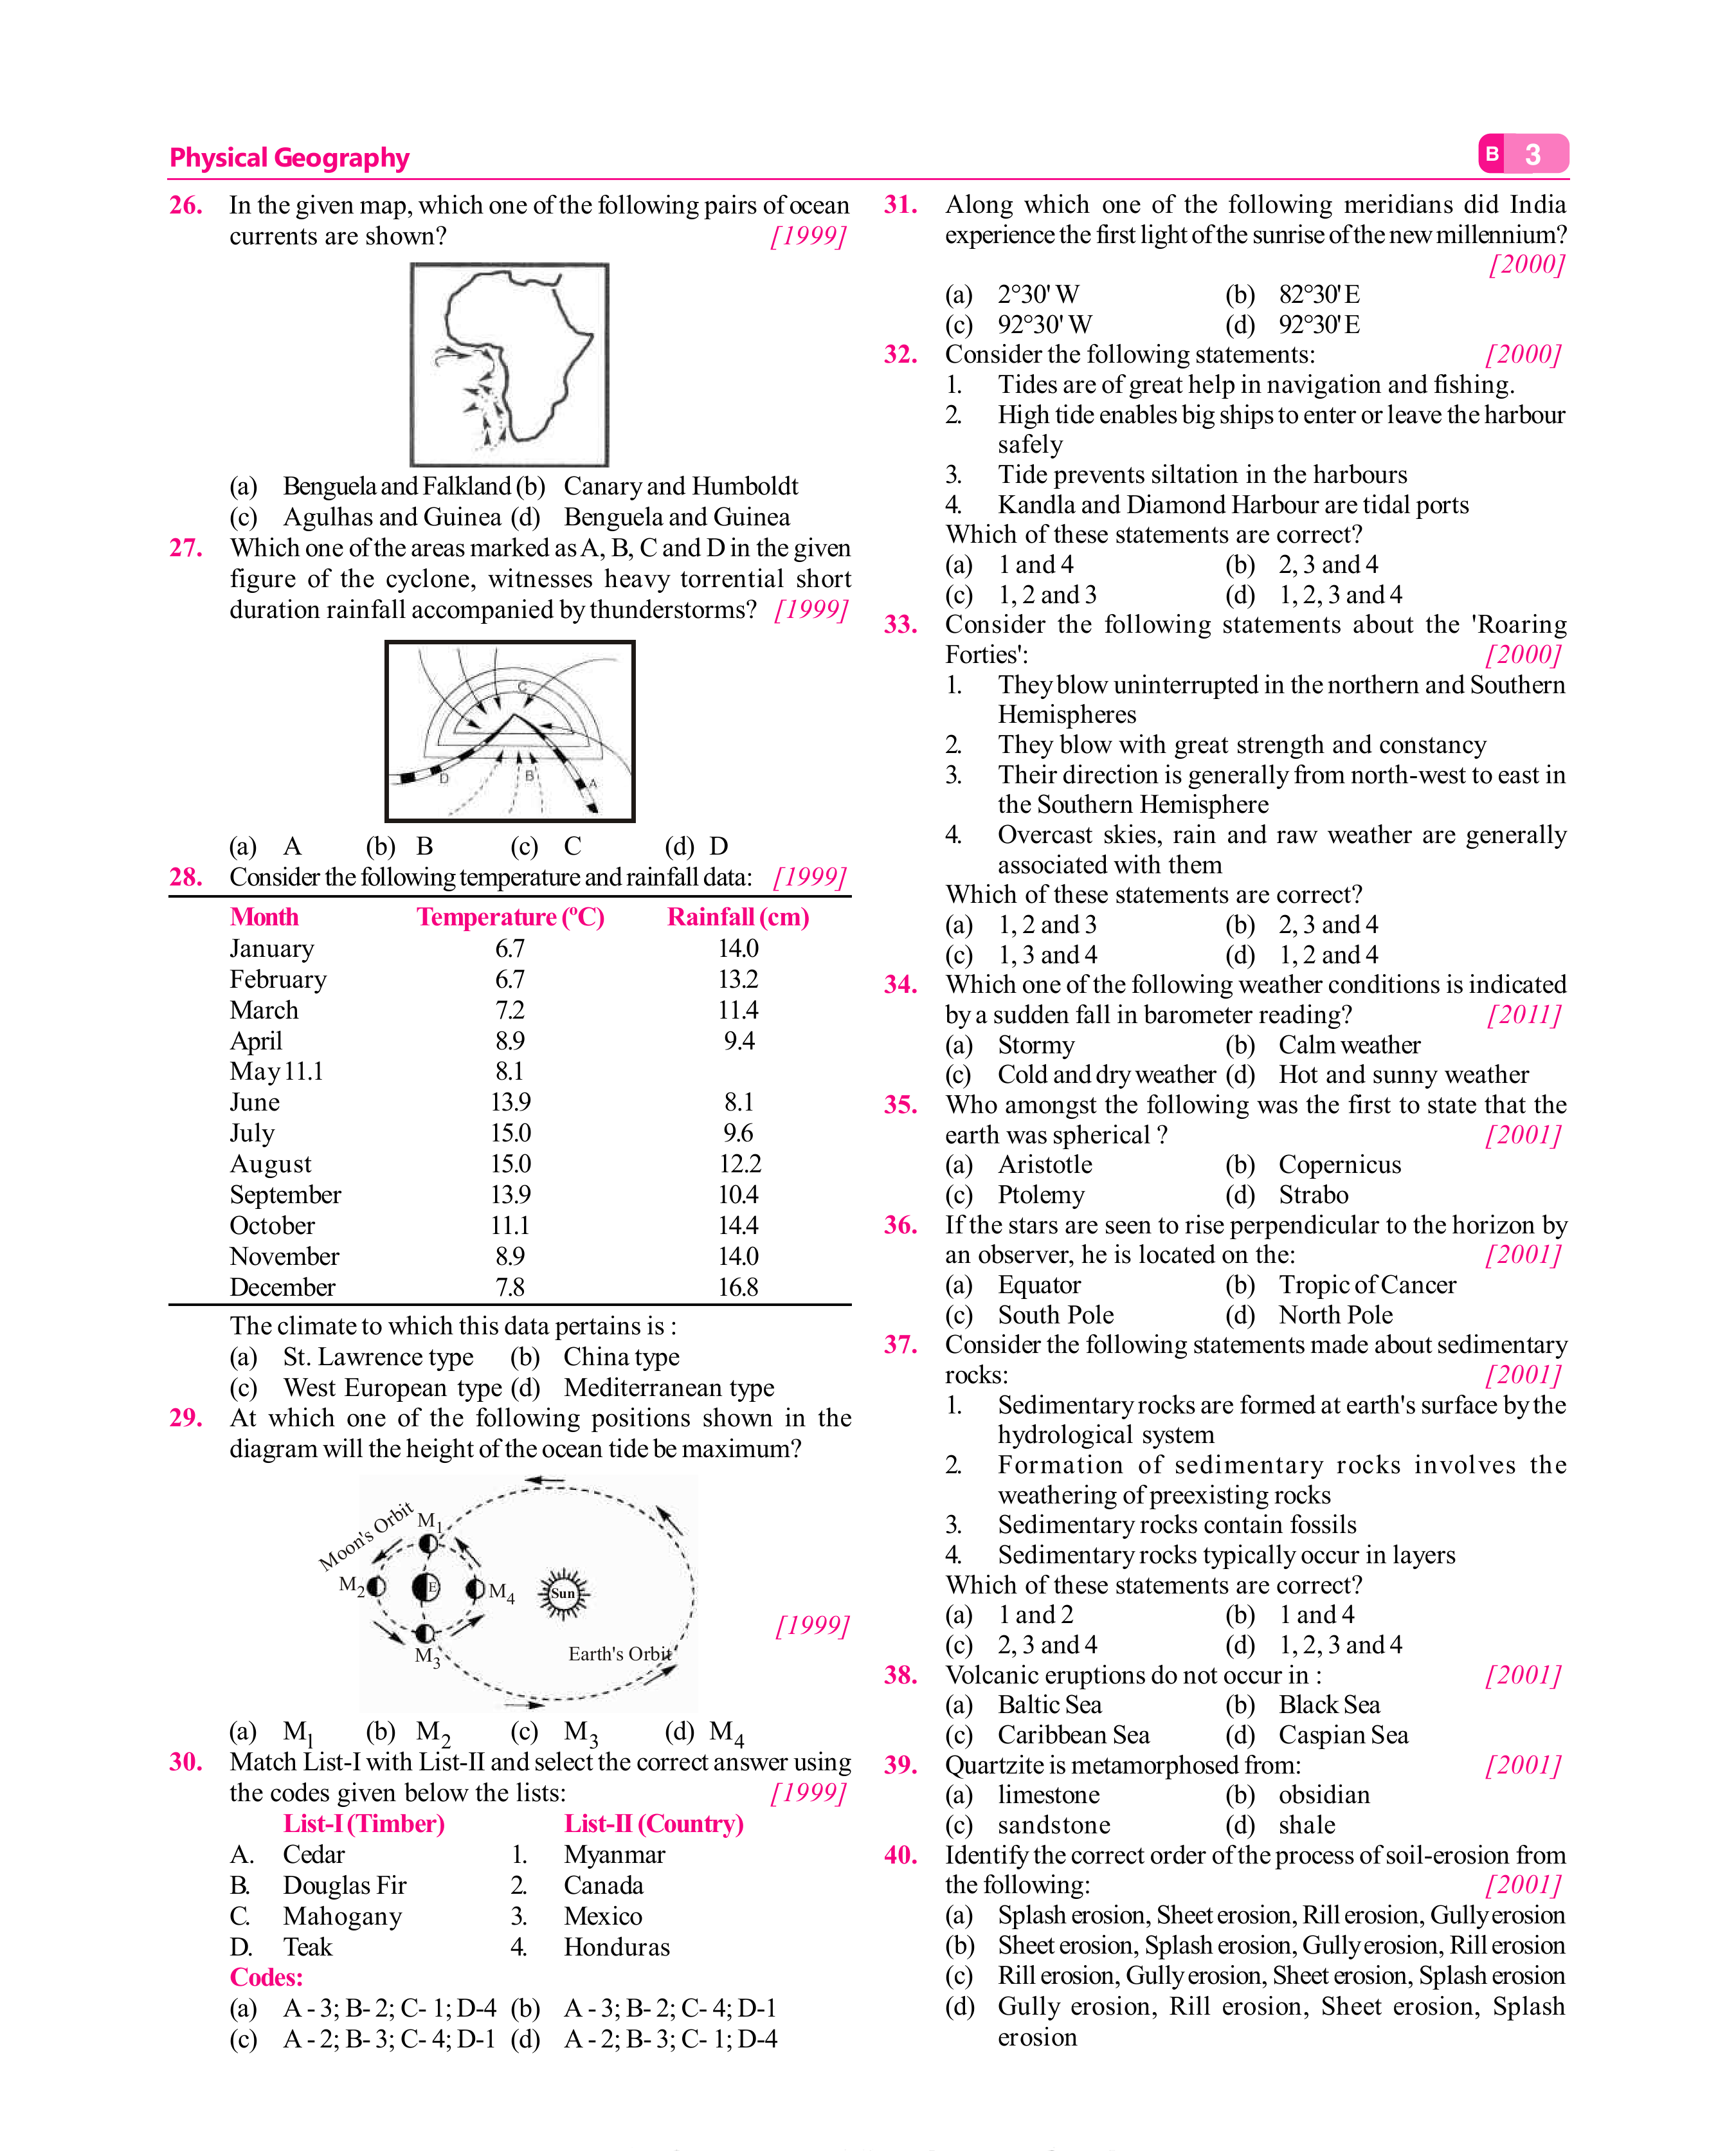 Physical Geography
B 3
26. In the given map, which one of the following pairs of ocean
currents are shown? [1999]
(a) Benguela and Falkland (b) Canary and Humboldt
(c) Agulhas and Guinea (d) Benguela and Guinea
27. Which one of the areas marked as A, B, C and D in the given
figure of the cyclone, witnesses heavy torrential short
duration rainfall accompanied by thunderstorms? [1999]
C
D
B
A
(a) A (b) B (c) C (d) D
28. Consider the following temperature and rainfall data: [1999]
Month Temperature (ºC) Rainfall (cm)
January 6.7 14.0
February 6.7 13.2
March 7.2 11.4
April 8.9 9.4
May 11.1 8.1
June 13.9 8.1
July 15.0 9.6
August 15.0 12.2
September 13.9 10.4
October 11.1 14.4
November 8.9 14.0
December 7.8 16.8
The climate to which this data pertains is :
(a) St. Lawrence type (b) China type
(c) West European type (d) Mediterranean type
29. At which one of the following positions shown in the
diagram will the height of the ocean tide be maximum?
Moon's Orbit
M1
M2
E
M4
Sun
M3
Earth's Orbit
[1999]
(a) M1 (b) M2 (c) M3 (d) M4
30. Match List-I with List-II and select the correct answer using
the codes given below the lists: [1999]
List-I (Timber) List-II (Country)
A. Cedar 1. Myanmar
B. Douglas Fir 2. Canada
C. Mahogany 3. Mexico
D. Teak 4. Honduras
Codes:
(a) A - 3; B- 2; C- 1; D-4 (b) A - 3; B- 2; C- 4; D-1
(c) A - 2; B- 3; C- 4; D-1 (d) A - 2; B- 3; C- 1; D-4
31. Along which one of the following meridians did India
experience the first light of the sunrise of the new millennium?
[2000]
(a) 2°30' W (b) 82°30' E
(c) 92°30' W (d) 92°30' E
32. Consider the following statements: [2000]
1. Tides are of great help in navigation and fishing.
2. High tide enables big ships to enter or leave the harbour
safely
3. Tide prevents siltation in the harbours
4. Kandla and Diamond Harbour are tidal ports
Which of these statements are correct?
(a) 1 and 4 (b) 2, 3 and 4
(c) 1, 2 and 3 (d) 1, 2, 3 and 4
33. Consider the following statements about the 'Roaring
Forties': [2000]
1. They blow uninterrupted in the northern and Southern
Hemispheres
2. They blow with great strength and constancy
3. Their direction is generally from north-west to east in
the Southern Hemisphere
4. Overcast skies, rain and raw weather are generally
associated with them
Which of these statements are correct?
(a) 1, 2 and 3 (b) 2, 3 and 4
(c) 1, 3 and 4 (d) 1, 2 and 4
34. Which one of the following weather conditions is indicated
by a sudden fall in barometer reading? [2011]
(a) Stormy (b) Calm weather
(c) Cold and dry weather (d) Hot and sunny weather
35. Who amongst the following was the first to state that the
earth was spherical ? [2001]
(a) Aristotle (b) Copernicus
(c) Ptolemy (d) Strabo
36. If the stars are seen to rise perpendicular to the horizon by
an observer, he is located on the: [2001]
(a) Equator (b) Tropic of Cancer
(c) South Pole (d) North Pole
37. Consider the following statements made about sedimentary
rocks: [2001]
1. Sedimentary rocks are formed at earth's surface by the
hydrological system
2. Formation of sedimentary rocks involves the
weathering of preexisting rocks
3. Sedimentary rocks contain fossils
4. Sedimentary rocks typically occur in layers
Which of these statements are correct?
(a) 1 and 2 (b) 1 and 4
(c) 2, 3 and 4 (d) 1, 2, 3 and 4
38. Volcanic eruptions do not occur in : [2001]
(a) Baltic Sea (b) Black Sea
(c) Caribbean Sea (d) Caspian Sea
39. Quartzite is metamorphosed from: [2001]
(a) limestone (b) obsidian
(c) sandstone (d) shale
40. Identify the correct order of the process of soil-erosion from
the following: [2001]
(a) Splash erosion, Sheet erosion, Rill erosion, Gully erosion
(b) Sheet erosion, Splash erosion, Gully erosion, Rill erosion
(c) Rill erosion, Gully erosion, Sheet erosion, Splash erosion
(d) Gully erosion, Rill erosion, Sheet erosion, Splash
erosion